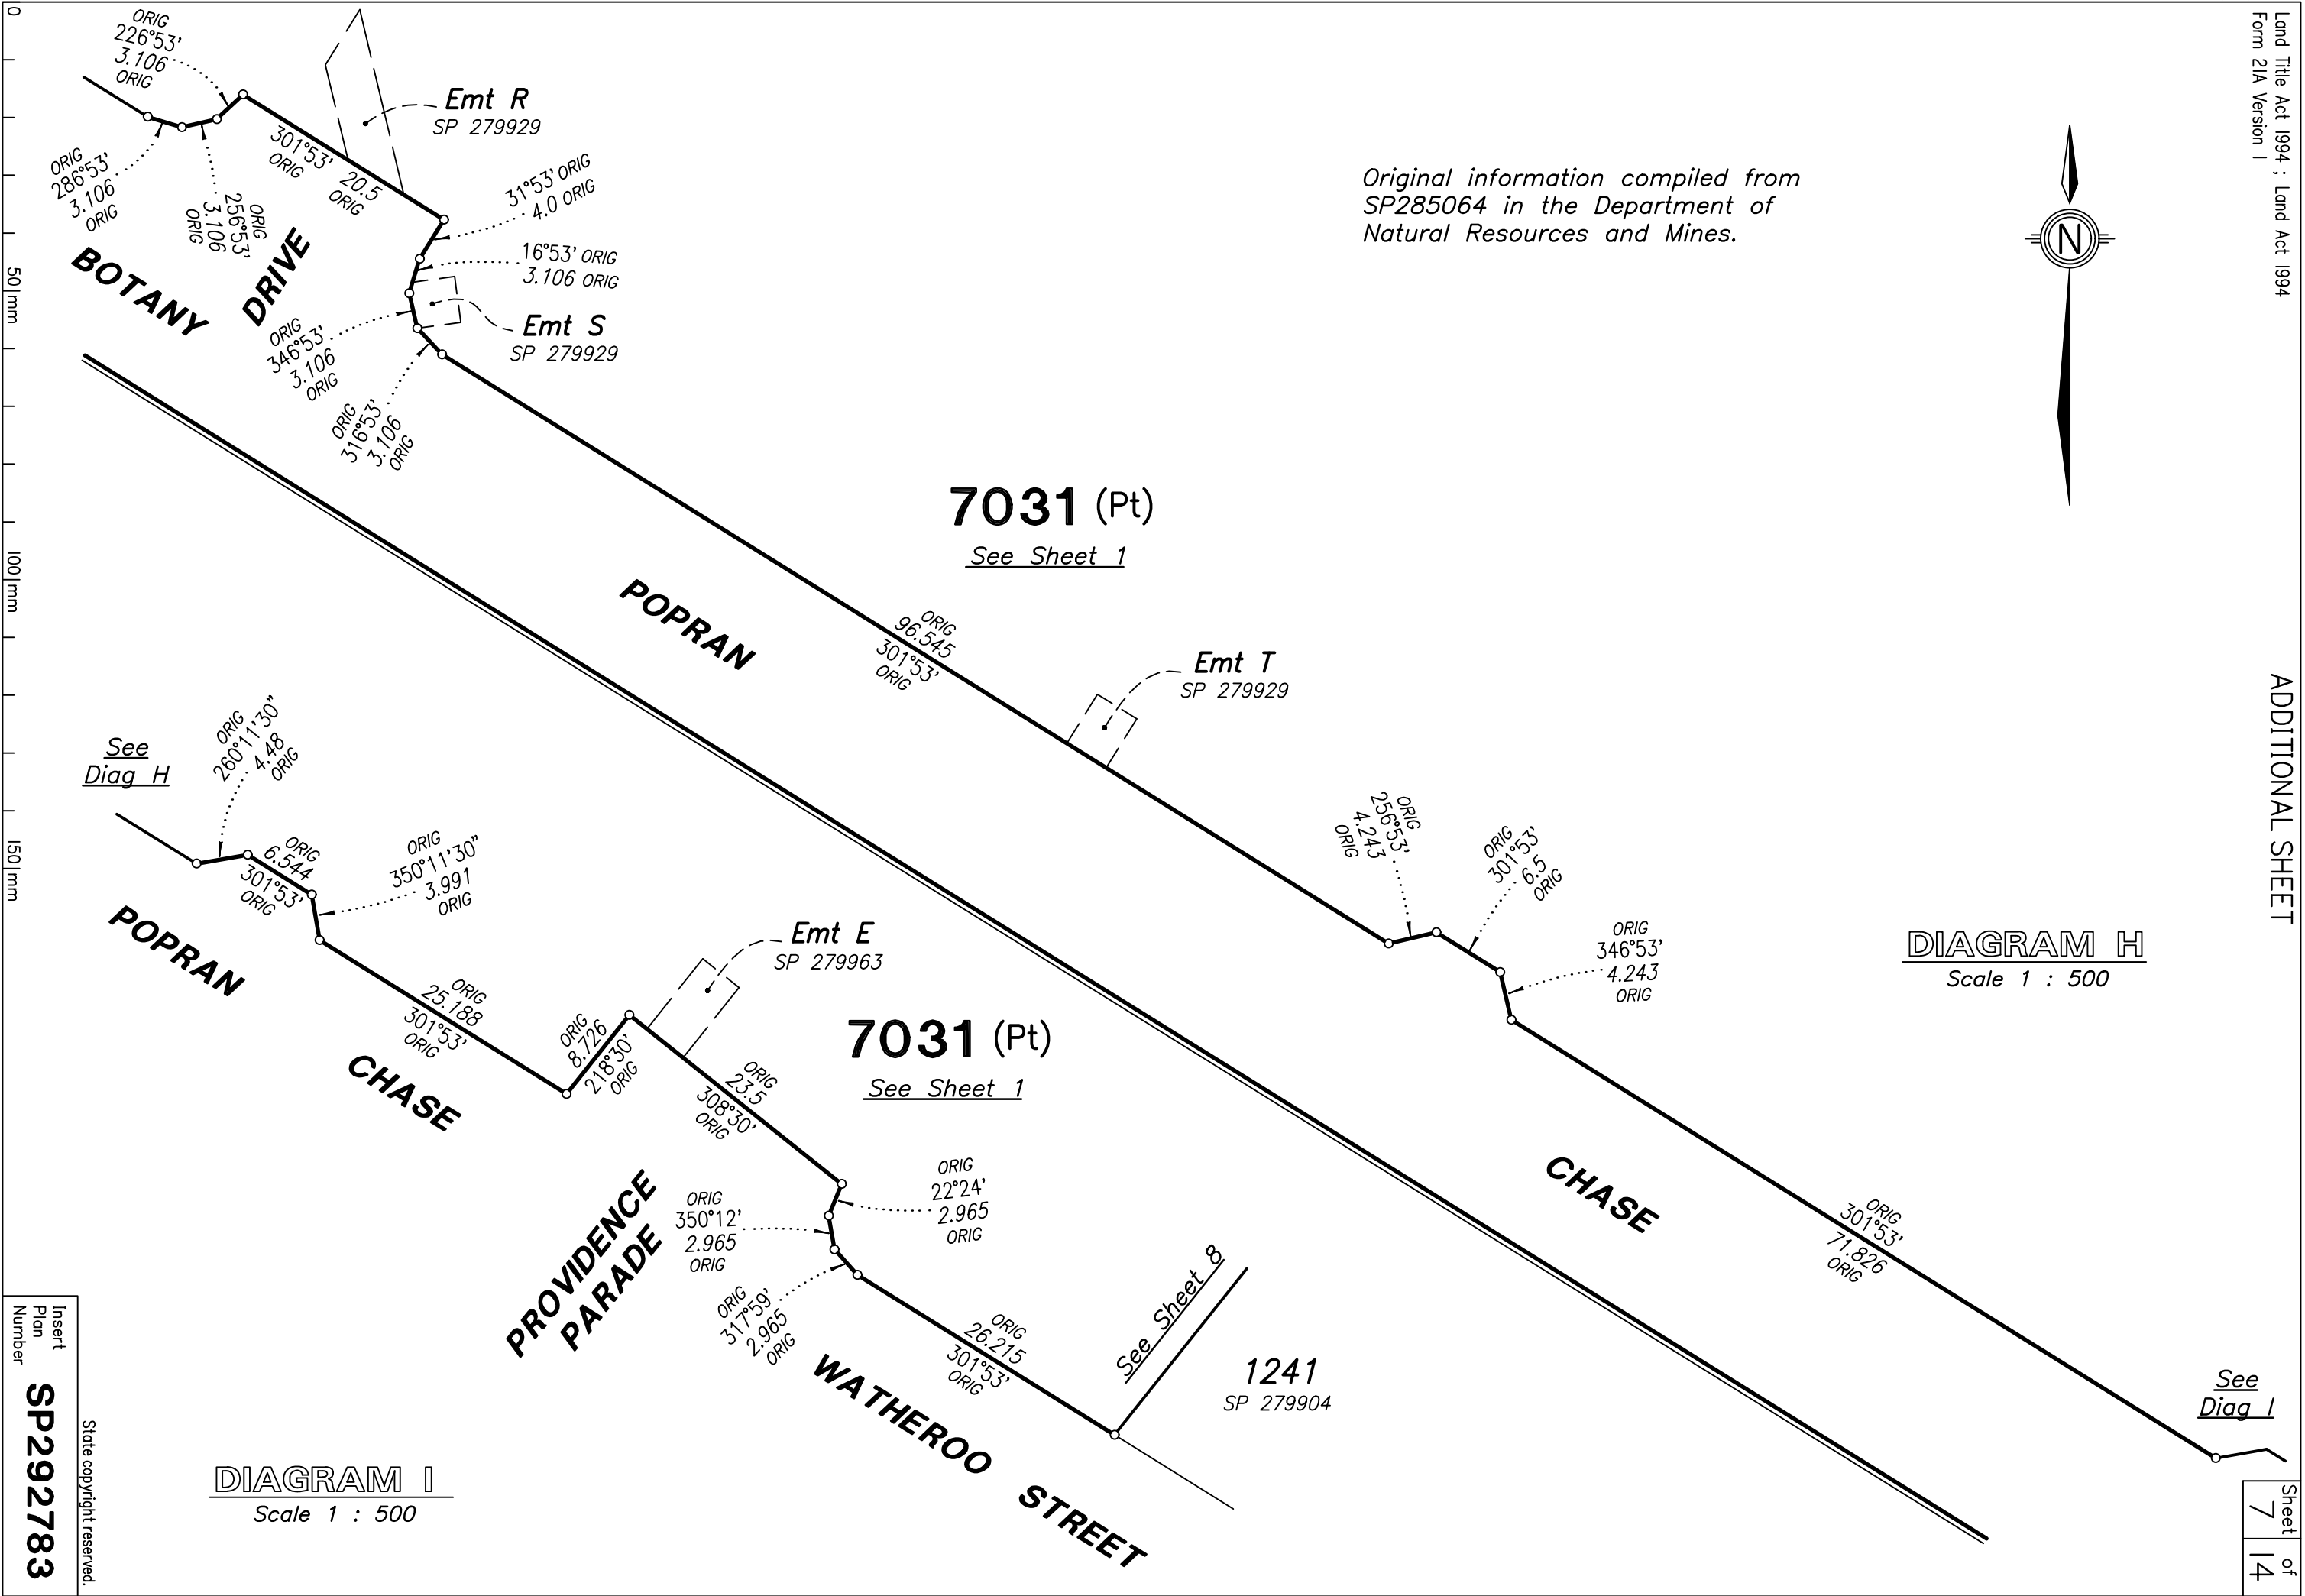 Land Title Act 1994 ; Land Act 1994
Form 21A Version 1
ADDITIONAL SHEET
Sheet of
7 14
0
50 mm
100 mm
150 mm
Original information compiled from
SP285064 in the Department of
Natural Resources and Mines.
N
ORIG
226°53'
3.106
ORIG
Emt R
SP 279929
301°53'
ORIG
20.5
ORIG
ORIG
286°53'
3.106
ORIG
ORIG
256°53'
3.106
ORIG
31°53' ORIG
4.0 ORIG
16°53' ORIG
3.106 ORIG
BOTANY
DRIVE
ORIG
346°53'
3.106
ORIG
Emt S
SP 279929
ORIG
316°53'
3.106
ORIG
7031 (Pt)
See Sheet 1
POPRAN
ORIG
96.545
301°53'
ORIG
Emt T
SP 279929
ORIG
256°53'
4.243
ORIG
ORIG
301°53'
6.5
ORIG
ORIG
346°53'
4.243
ORIG
DIAGRAM H
Scale 1 : 500
CHASE
ORIG
301°53'
71.826
ORIG
See
Diag I
See
Diag H
ORIG
260°11'30"
4.48
ORIG
ORIG
6.544
301°53'
ORIG
ORIG
350°11'30"
3.991
ORIG
POPRAN
ORIG
25.188
301°53'
ORIG
CHASE
Emt E
SP 279963
ORIG
8.726
218°30'
ORIG
7031 (Pt)
See Sheet 1
ORIG
23.5
308°30'
ORIG
PROVIDENCE
PARADE
ORIG
22°24'
2.965
ORIG
ORIG
350°12'
2.965
ORIG
ORIG
317°59'
2.965
ORIG
ORIG
26.215
301°53'
ORIG
See Sheet 8
1241
SP 279904
WATHEROO STREET
DIAGRAM I
Scale 1 : 500
State copyright reserved.
Insert
Plan
Number
SP292783